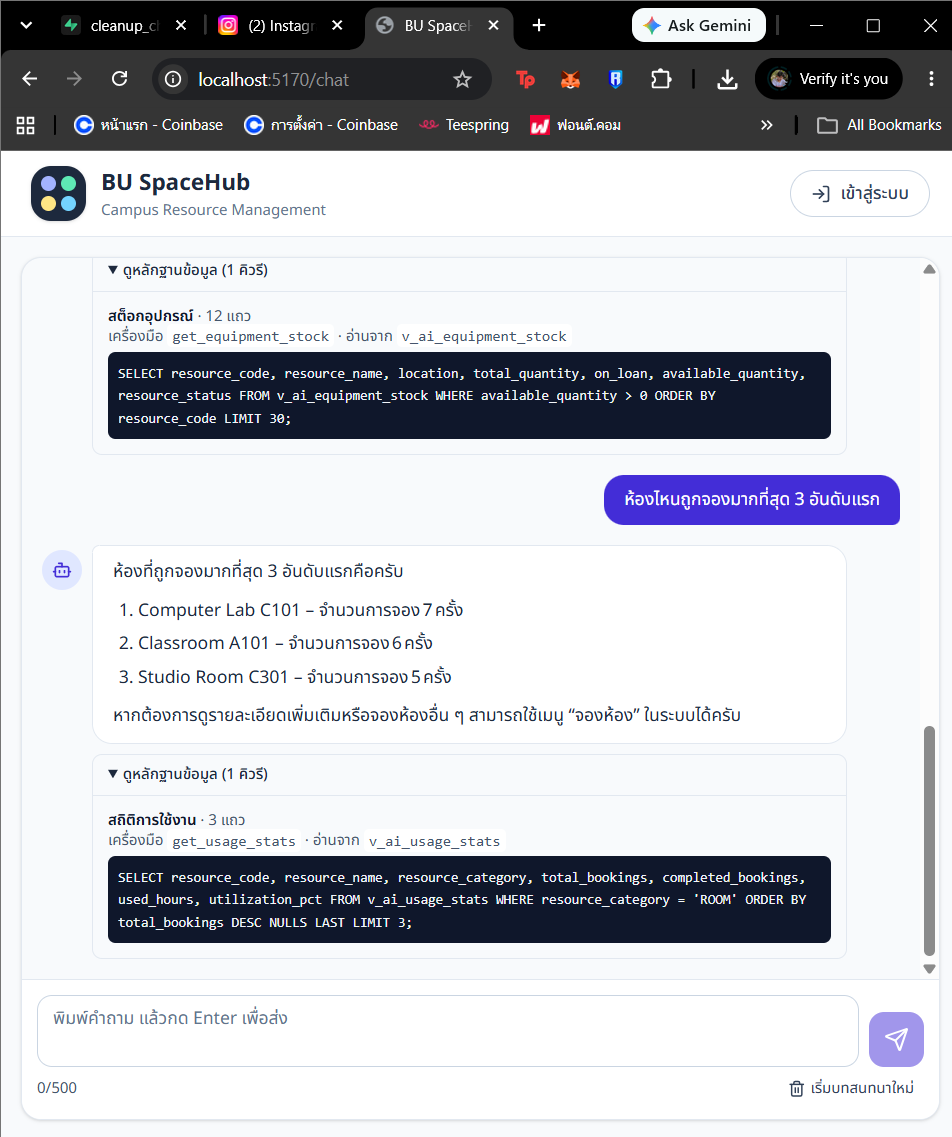 cleanup_cl
(2) Instagr
BU SpaceH
Ask Gemini
localhost:5170/chat
Tp
Verify it's you
หน้าแรก - Coinbase
การตั้งค่า - Coinbase
Teespring
ฟอนต์.คอม
All Bookmarks
BU SpaceHub
Campus Resource Management
เข้าสู่ระบบ
▼ ดูหลักฐานข้อมูล (1 คิวรี)
สต็อกอุปกรณ์ · 12 แถว
เครื่องมือ get_equipment_stock · อ่านจาก v_ai_equipment_stock
SELECT resource_code, resource_name, location, total_quantity, on_loan, available_quantity,
resource_status FROM v_ai_equipment_stock WHERE available_quantity > 0 ORDER BY
resource_code LIMIT 30;
ห้องไหนถูกจองมากที่สุด 3 อันดับแรก
ห้องที่ถูกจองมากที่สุด 3 อันดับแรกคือครับ
1. Computer Lab C101 – จำนวนการจอง 7 ครั้ง
2. Classroom A101 – จำนวนการจอง 6 ครั้ง
3. Studio Room C301 – จำนวนการจอง 5 ครั้ง
หากต้องการดูรายละเอียดเพิ่มเติมหรือจองห้องอื่น ๆ สามารถใช้เมนู “จองห้อง” ในระบบได้ครับ
▼ ดูหลักฐานข้อมูล (1 คิวรี)
สถิติการใช้งาน · 3 แถว
เครื่องมือ get_usage_stats · อ่านจาก v_ai_usage_stats
SELECT resource_code, resource_name, resource_category, total_bookings, completed_bookings,
used_hours, utilization_pct FROM v_ai_usage_stats WHERE resource_category = 'ROOM' ORDER BY
total_bookings DESC NULLS LAST LIMIT 3;
พิมพ์คำถาม แล้วกด Enter เพื่อส่ง
0/500
เริ่มบทสนทนาใหม่